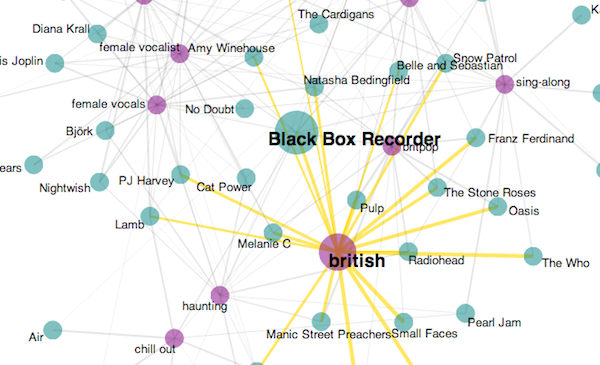 The Cardigans
K
Diana Krall
female vocalist
Amy Winehouse
is Joplin
Snow Patrol
Belle and Sebastian
Natasha Bedingfield
sing-along
female vocals
No Doubt
Björk
Black Box Recorder
Franz Ferdinand
britpop
ears
Nightwish
PJ Harvey
Cat Power
The Stone Roses
Pulp
Oasis
Lamb
Melanie C
british
Radiohead
The Who
haunting
Pearl Jam
Air
Manic Street Preachers
Small Faces
chill out